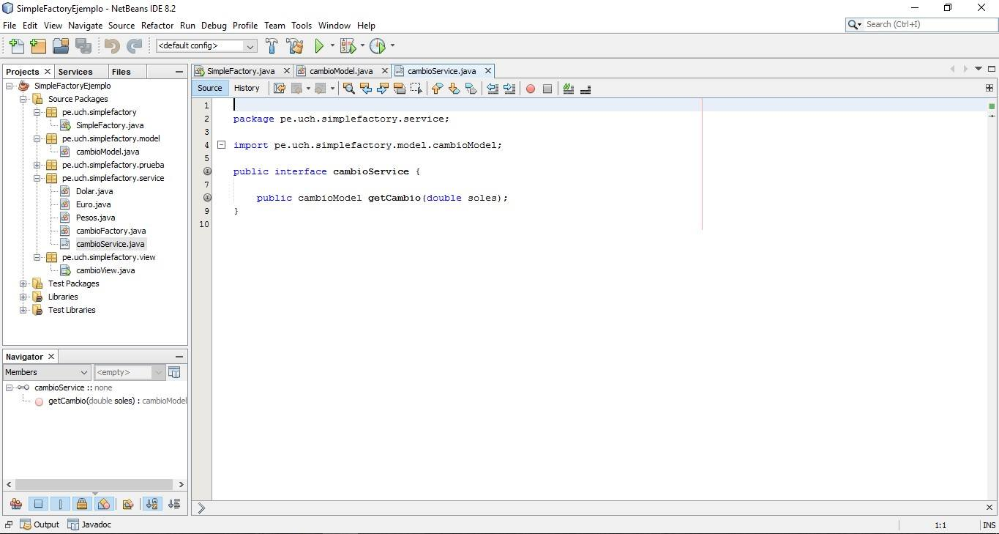 SimpleFactoryEjemplo - NetBeans IDE 8.2
File Edit View Navigate Source Refactor Run Debug Profile Team Tools Window Help
Search (Ctrl+I)
<default config>
Projects Services Files
SimpleFactory.java cambioModel.java cambioService.java
Source History
SimpleFactoryEjemplo
Source Packages
pe.uch.simplefactory
SimpleFactory.java
pe.uch.simplefactory.model
cambioModel.java
pe.uch.simplefactory.prueba
pe.uch.simplefactory.service
Dolar.java
Euro.java
Pesos.java
cambioFactory.java
cambioService.java
pe.uch.simplefactory.view
cambioView.java
Test Packages
Libraries
Test Libraries
1
2 package pe.uch.simplefactory.service;
3
4 import pe.uch.simplefactory.model.cambioModel;
5
public interface cambioService {
7
public cambioModel getCambio(double soles);
9 }
10
Navigator
Members <empty>
cambioService :: none
getCambio(double soles) : cambioModel
Output Javadoc
1:1 INS